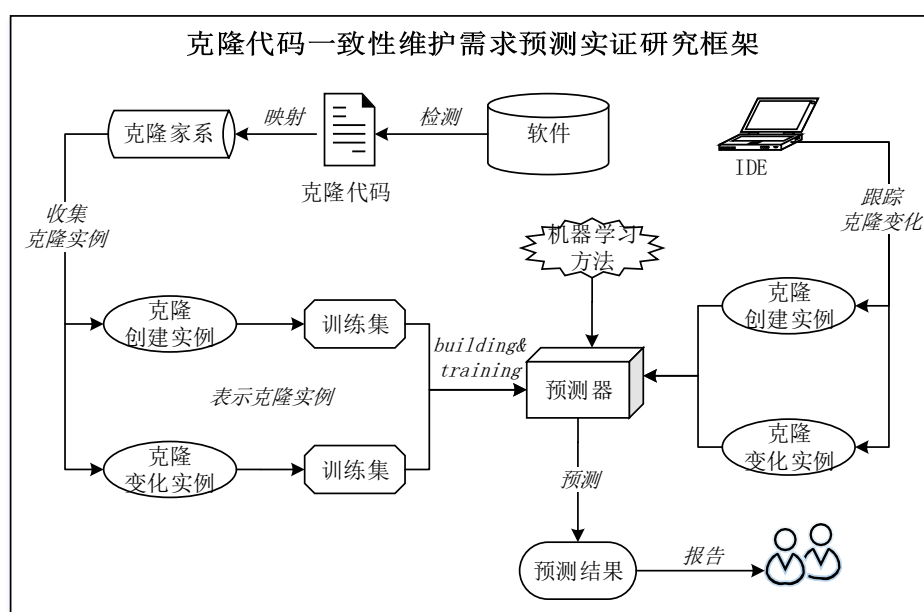 克隆代码一致性维护需求预测实证研究框架
克隆家系
映射
检测
软件
克隆代码
IDE
收集
克隆实例
跟踪
克隆变化
机器学习
方法
克隆
创建实例
训练集
building&
training
预测器
克隆
创建实例
表示克隆实例
克隆
变化实例
训练集
克隆
变化实例
预测
预测结果
报告